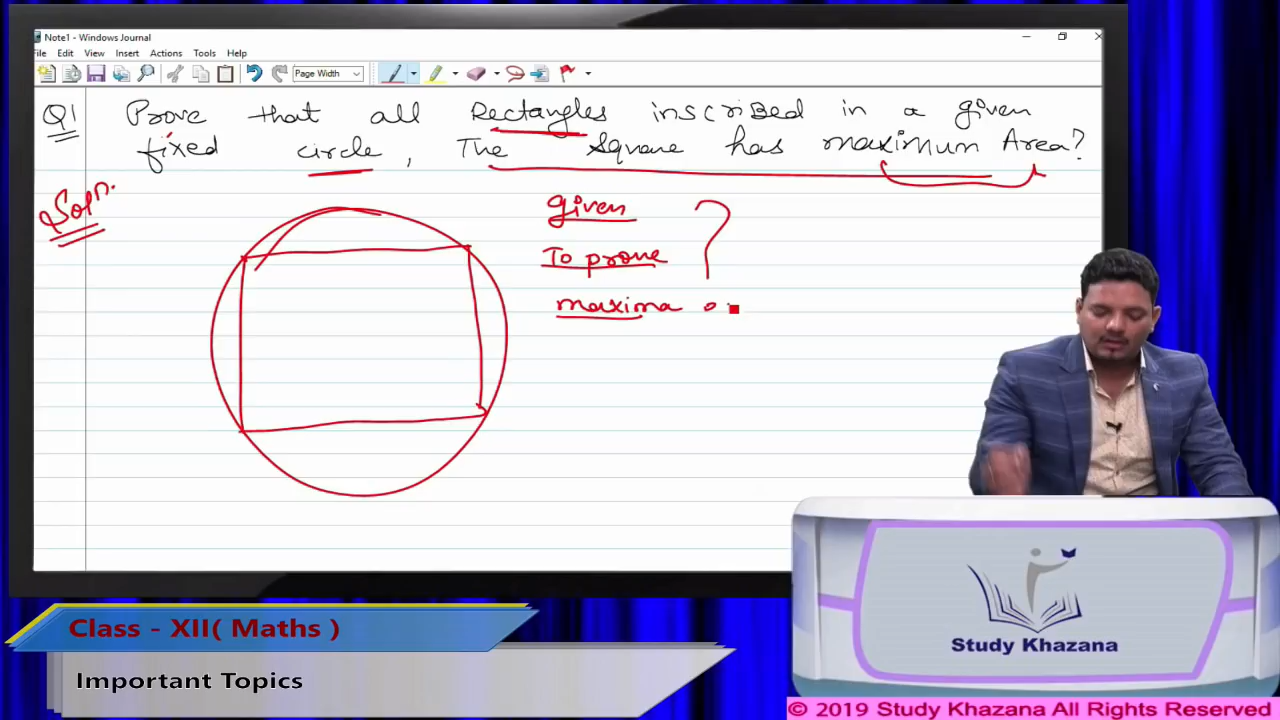 Note1 - Windows Journal
File Edit View Insert Actions Tools Help
Page Width
Q1 Prove that all Rectangles inscribed in a given
fixed circle, The Square has maximum Area?
Soln.
given
To prove
maxima o
Class - XII( Maths )
Important Topics
Study Khazana
© 2019 Study Khazana All Rights Reserved